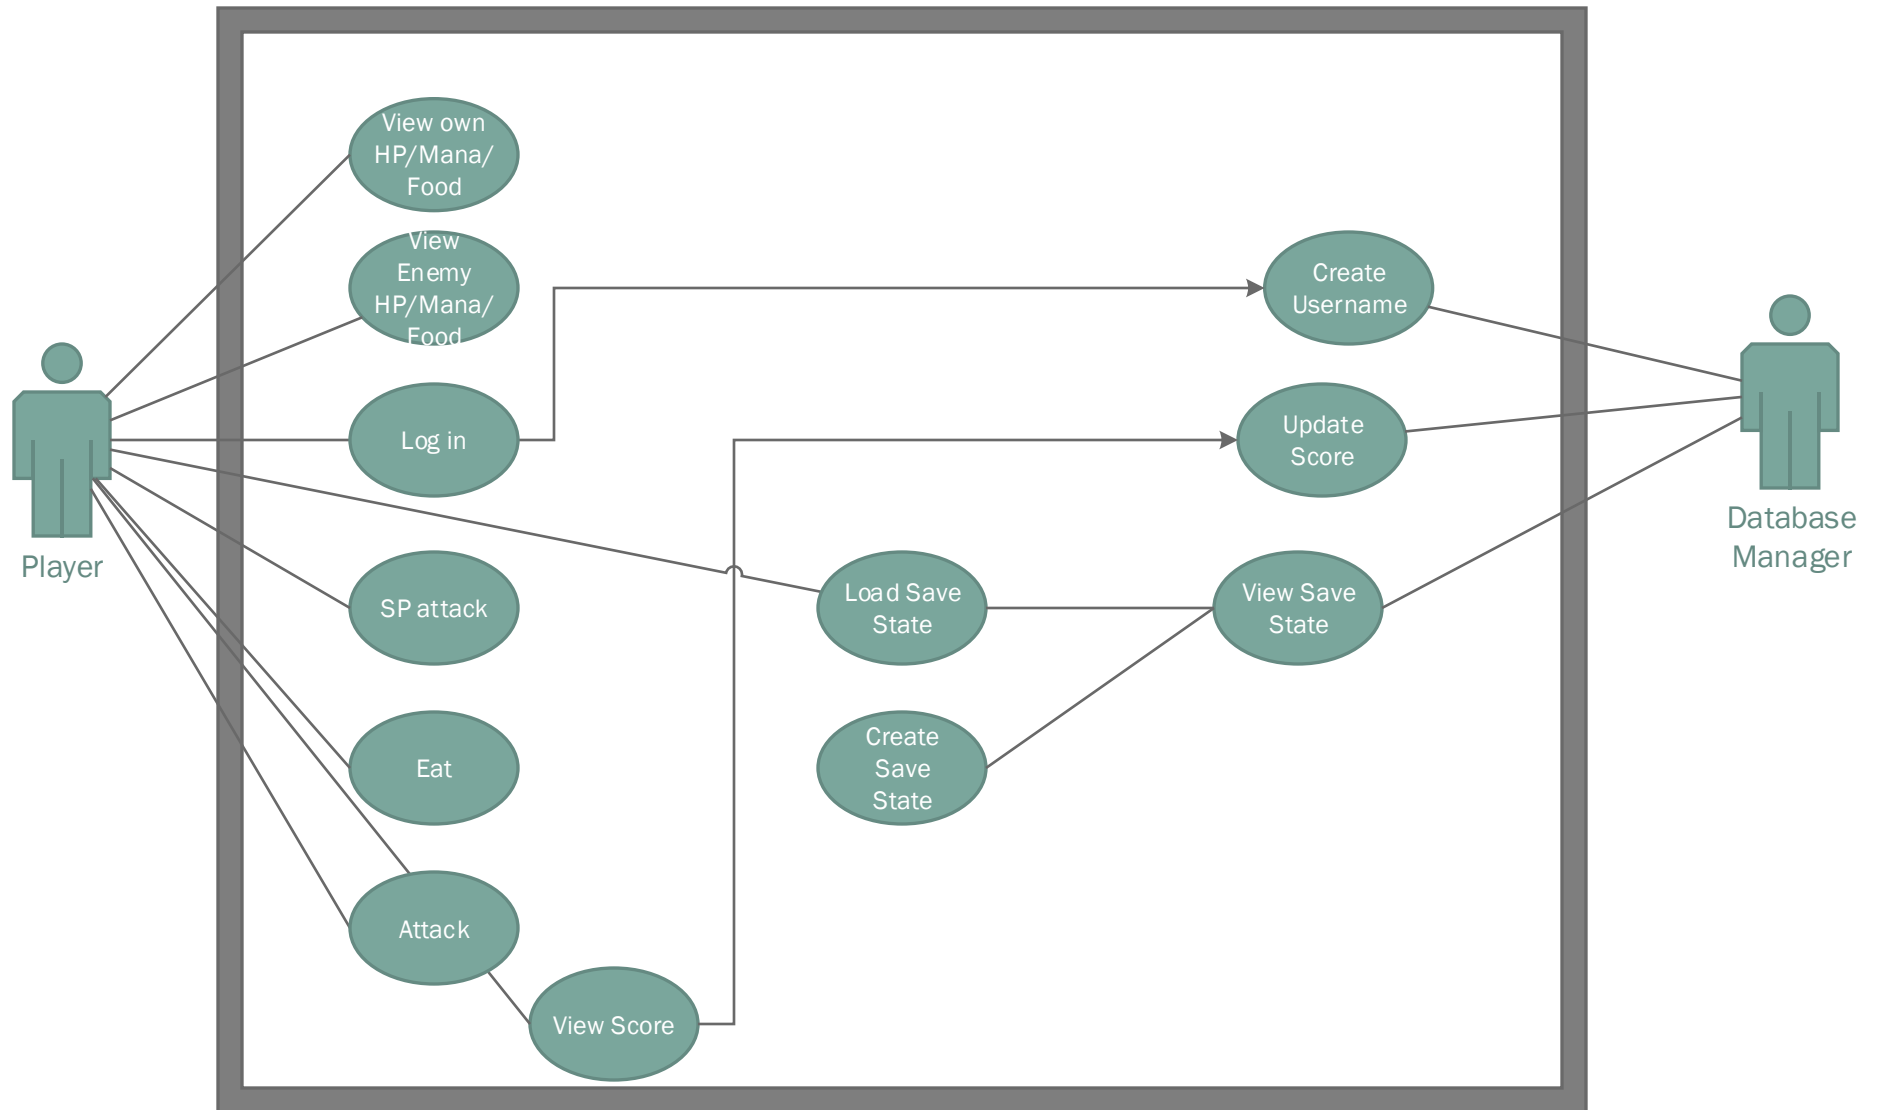 View own
HP/Mana/
Food
View
Enemy
HP/Mana/
Food
Create
Username
Log in
Update
Score
Player
Database
Manager
SP attack
Load Save
State
View Save
State
Eat
Create
Save
State
Attack
View Score